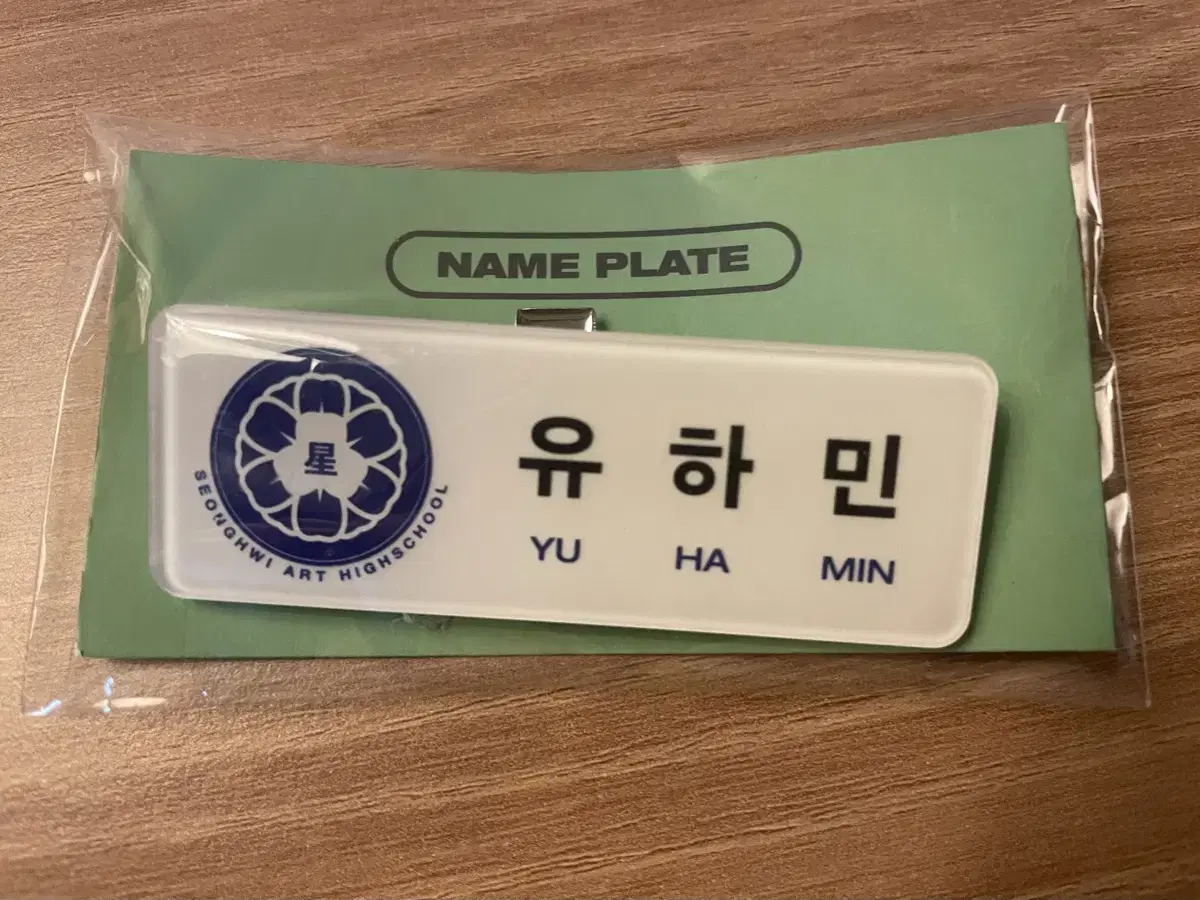 NAME PLATE
星
SEONGHWI ART HIGHSCHOOL
유 하 민
YU HA MIN